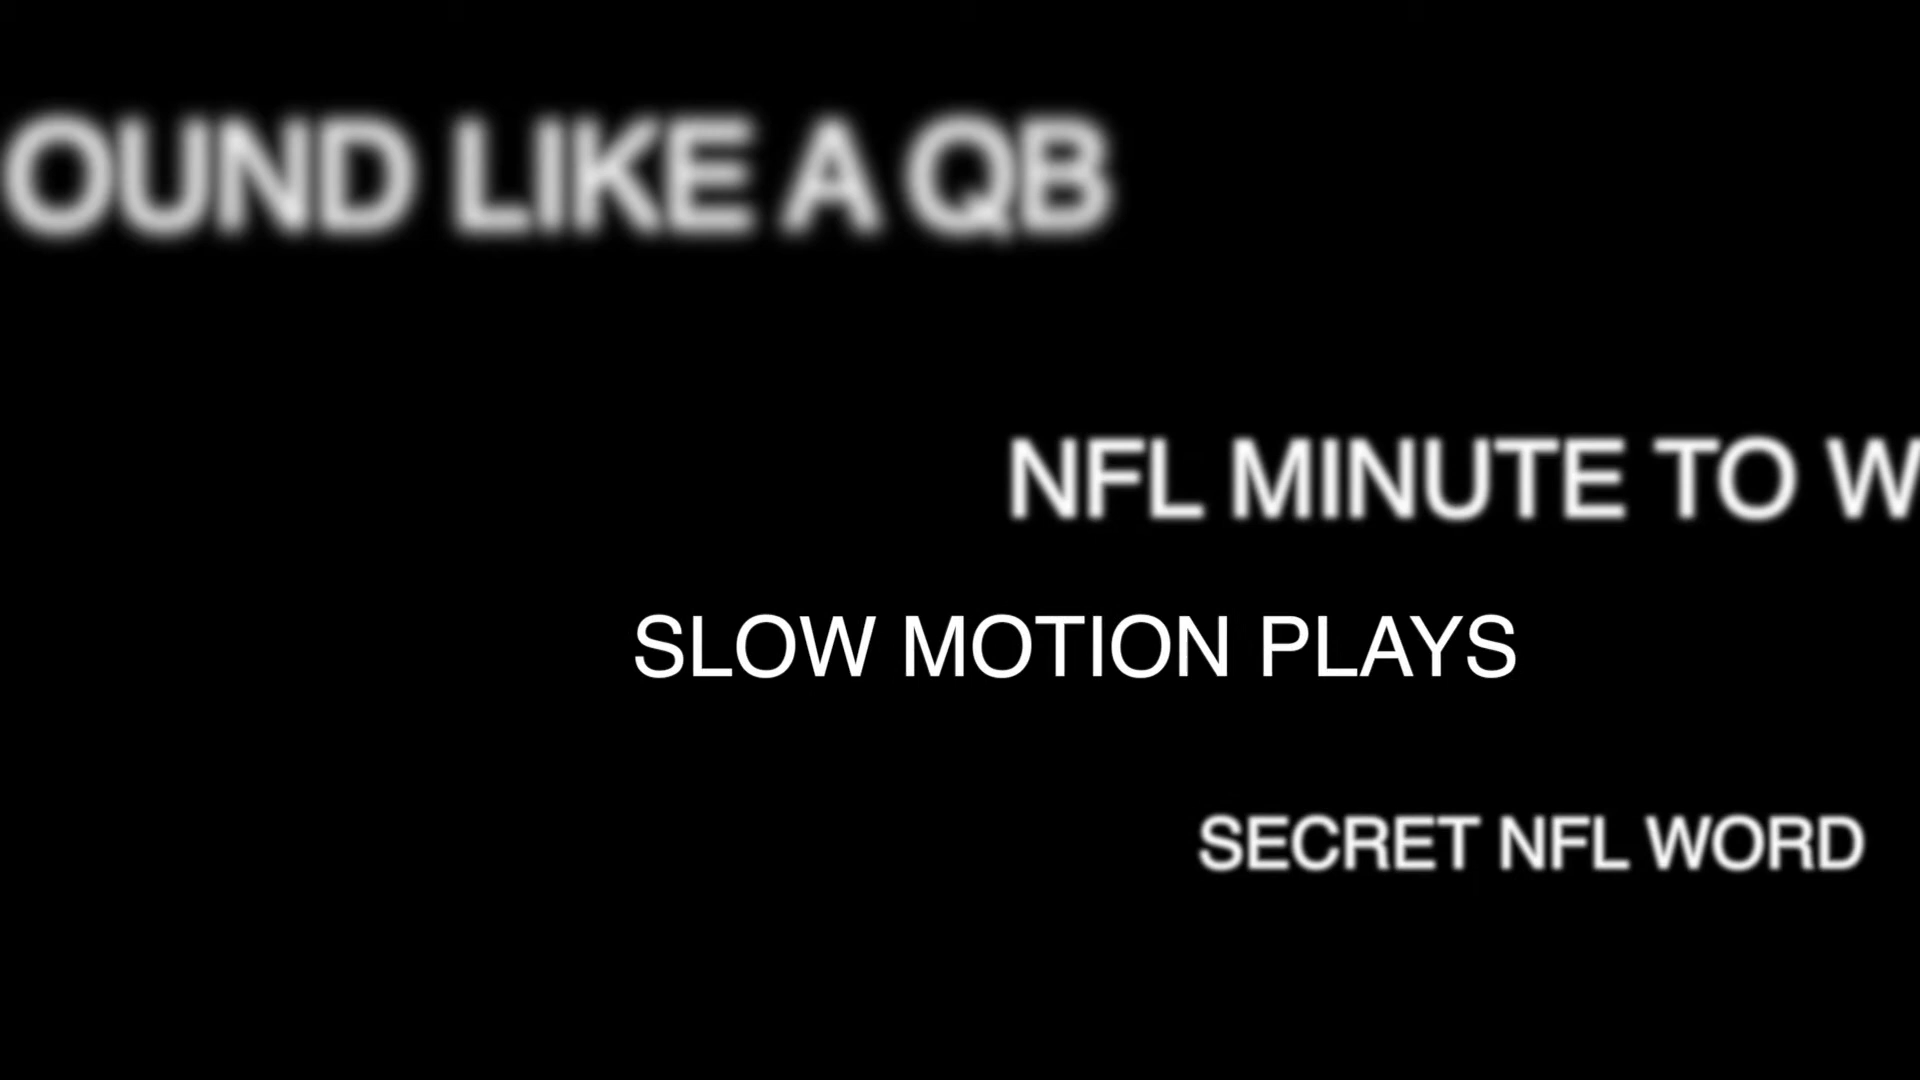 OUND LIKE A QB
NFL MINUTE TO W
SLOW MOTION PLAYS
SECRET NFL WORD